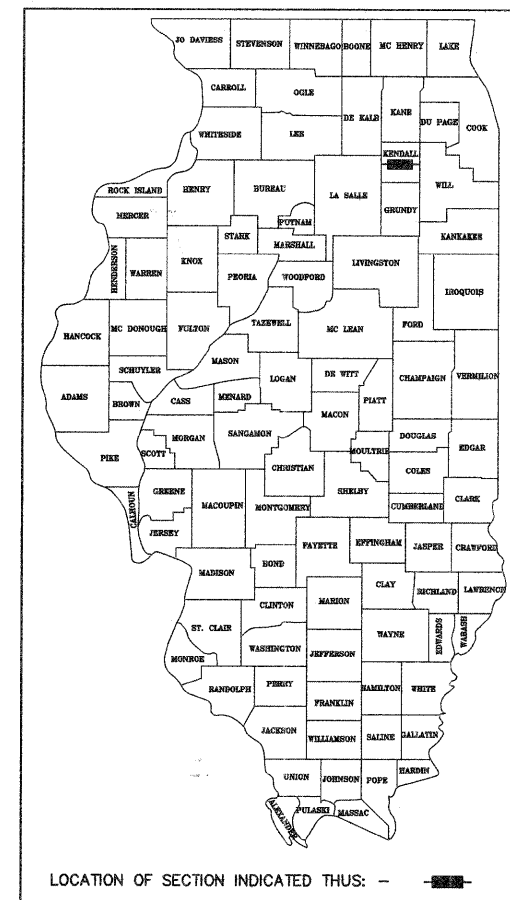 JO DAVIESS STEVENSON WINNEBAGO BOONE MC HENRY LAKE
CARROLL OGLE DE KALB KANE DU PAGE COOK
WHITESIDE LEE KENDALL
ROCK ISLAND HENRY BUREAU LA SALLE GRUNDY WILL
MERCER PUTNAM
HENDERSON WARREN KNOX STARK MARSHALL LIVINGSTON KANKAKEE
PEORIA WOODFORD IROQUOIS
HANCOCK MC DONOUGH FULTON TAZEWELL MC LEAN FORD
SCHUYLER MASON LOGAN DE WITT CHAMPAIGN VERMILION
ADAMS BROWN CASS MENARD MACON PIATT
MORGAN SANGAMON DOUGLAS
PIKE SCOTT CHRISTIAN MOULTRIE COLES EDGAR
CALHOUN GREENE MACOUPIN MONTGOMERY SHELBY CUMBERLAND CLARK
JERSEY FAYETTE EFFINGHAM JASPER CRAWFORD
MADISON BOND CLAY RICHLAND LAWRENCE
CLINTON MARION
ST. CLAIR WAYNE EDWARDS WABASH
MONROE WASHINGTON JEFFERSON
RANDOLPH PERRY FRANKLIN HAMILTON WHITE
JACKSON WILLIAMSON SALINE GALLATIN
UNION JOHNSON POPE HARDIN
ALEXANDER PULASKI MASSAC
LOCATION OF SECTION INDICATED THUS: -